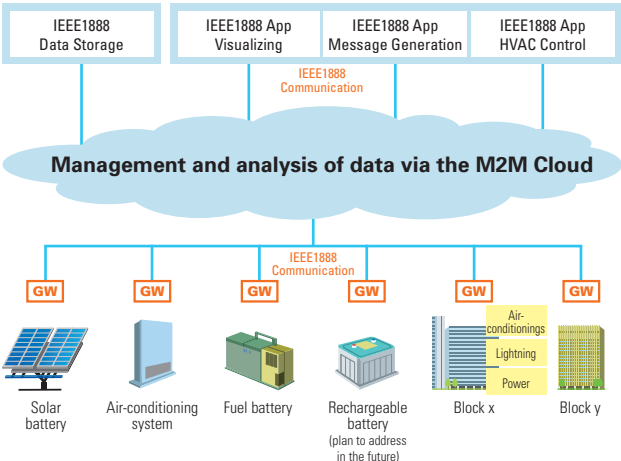 IEEE1888
Data Storage
IEEE1888 App
Visualizing
IEEE1888 App
Message Generation
IEEE1888 App
HVAC Control
IEEE1888
Communication
Management and analysis of data via the M2M Cloud
IEEE1888
Communication
GW
GW
GW
GW
GW
GW
Air-
conditionings
Lightning
Power
Solar
battery
Air-conditioning
system
Fuel battery
Rechargeable
battery
(plan to address
in the future)
Block x
Block y